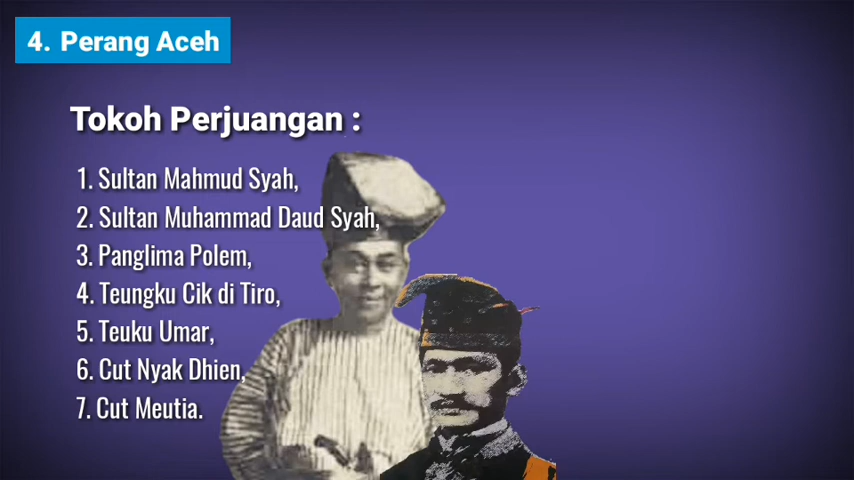 4. Perang Aceh
Tokoh Perjuangan :
1. Sultan Mahmud Syah,
2. Sultan Muhammad Daud Syah,
3. Panglima Polem,
4. Teungku Cik di Tiro,
5. Teuku Umar,
6. Cut Nyak Dhien,
7. Cut Meutia.